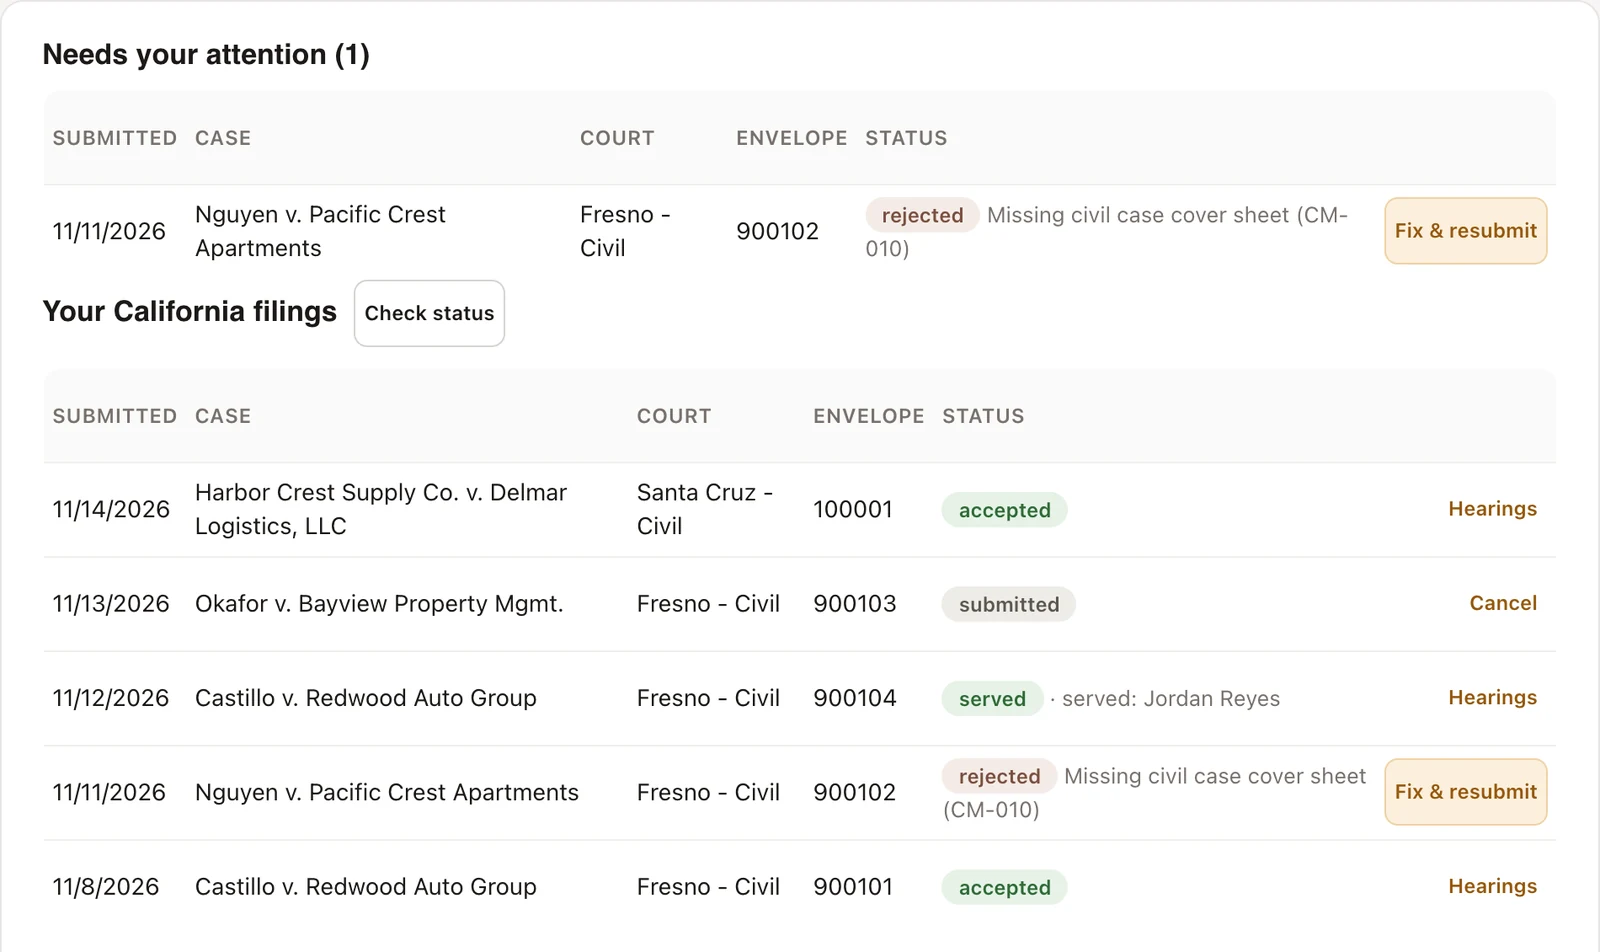 Needs your attention (1)
SUBMITTED CASE COURT ENVELOPE STATUS
11/11/2026 Nguyen v. Pacific Crest Apartments Fresno - Civil 900102 rejected Missing civil case cover sheet (CM-010) Fix & resubmit
Your California filings Check status
SUBMITTED CASE COURT ENVELOPE STATUS
11/14/2026 Harbor Crest Supply Co. v. Delmar Logistics, LLC Santa Cruz - Civil 100001 accepted Hearings
11/13/2026 Okafor v. Bayview Property Mgmt. Fresno - Civil 900103 submitted Cancel
11/12/2026 Castillo v. Redwood Auto Group Fresno - Civil 900104 served · served: Jordan Reyes Hearings
11/11/2026 Nguyen v. Pacific Crest Apartments Fresno - Civil 900102 rejected Missing civil case cover sheet (CM-010) Fix & resubmit
11/8/2026 Castillo v. Redwood Auto Group Fresno - Civil 900101 accepted Hearings